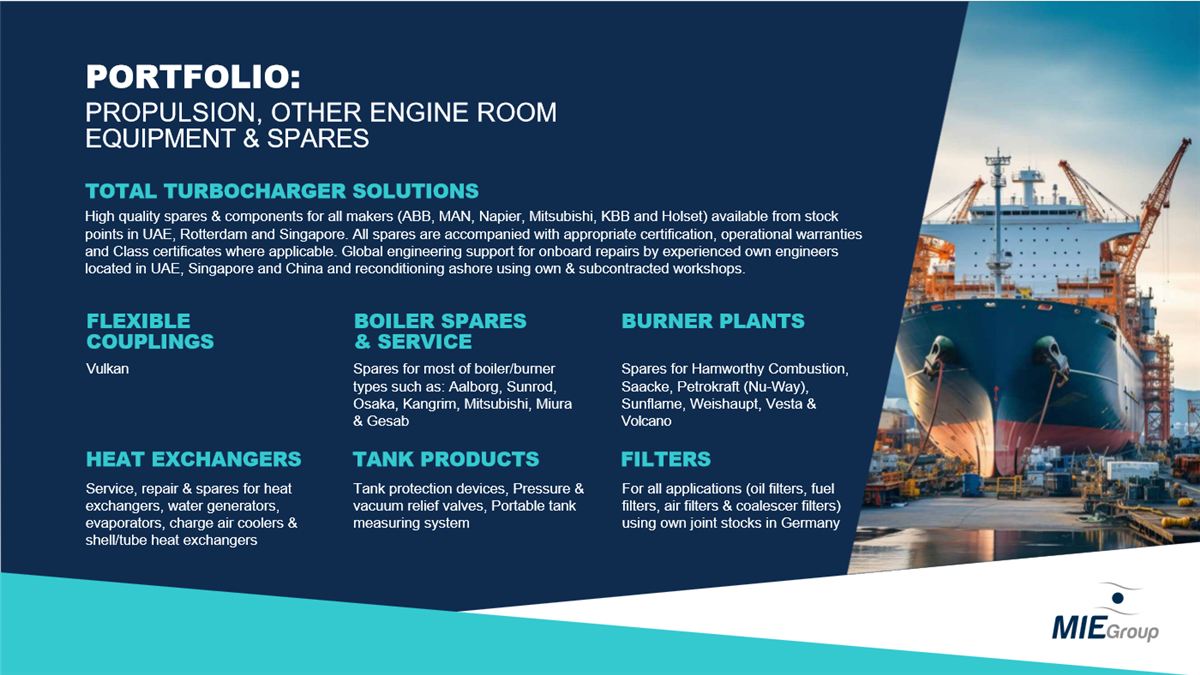 PORTFOLIO:
PROPULSION, OTHER ENGINE ROOM
EQUIPMENT & SPARES
TOTAL TURBOCHARGER SOLUTIONS
High quality spares & components for all makers (ABB, MAN, Napier, Mitsubishi, KBB and Holset) available from stock
points in UAE, Rotterdam and Singapore. All spares are accompanied with appropriate certification, operational warranties
and Class certificates where applicable. Global engineering support for onboard repairs by experienced own engineers
located in UAE, Singapore and China and reconditioning ashore using own & subcontracted workshops.
FLEXIBLE
COUPLINGS
Vulkan
BOILER SPARES
& SERVICE
Spares for most of boiler/burner
types such as: Aalborg, Sunrod,
Osaka, Kangrim, Mitsubishi, Miura
& Gesab
BURNER PLANTS
Spares for Hamworthy Combustion,
Saacke, Petrokraft (Nu-Way),
Sunflame, Weishaupt, Vesta &
Volcano
HEAT EXCHANGERS
Service, repair & spares for heat
exchangers, water generators,
evaporators, charge air coolers &
shell/tube heat exchangers
TANK PRODUCTS
Tank protection devices, Pressure &
vacuum relief valves, Portable tank
measuring system
FILTERS
For all applications (oil filters, fuel
filters, air filters & coalescer filters)
using own joint stocks in Germany
MIE Group